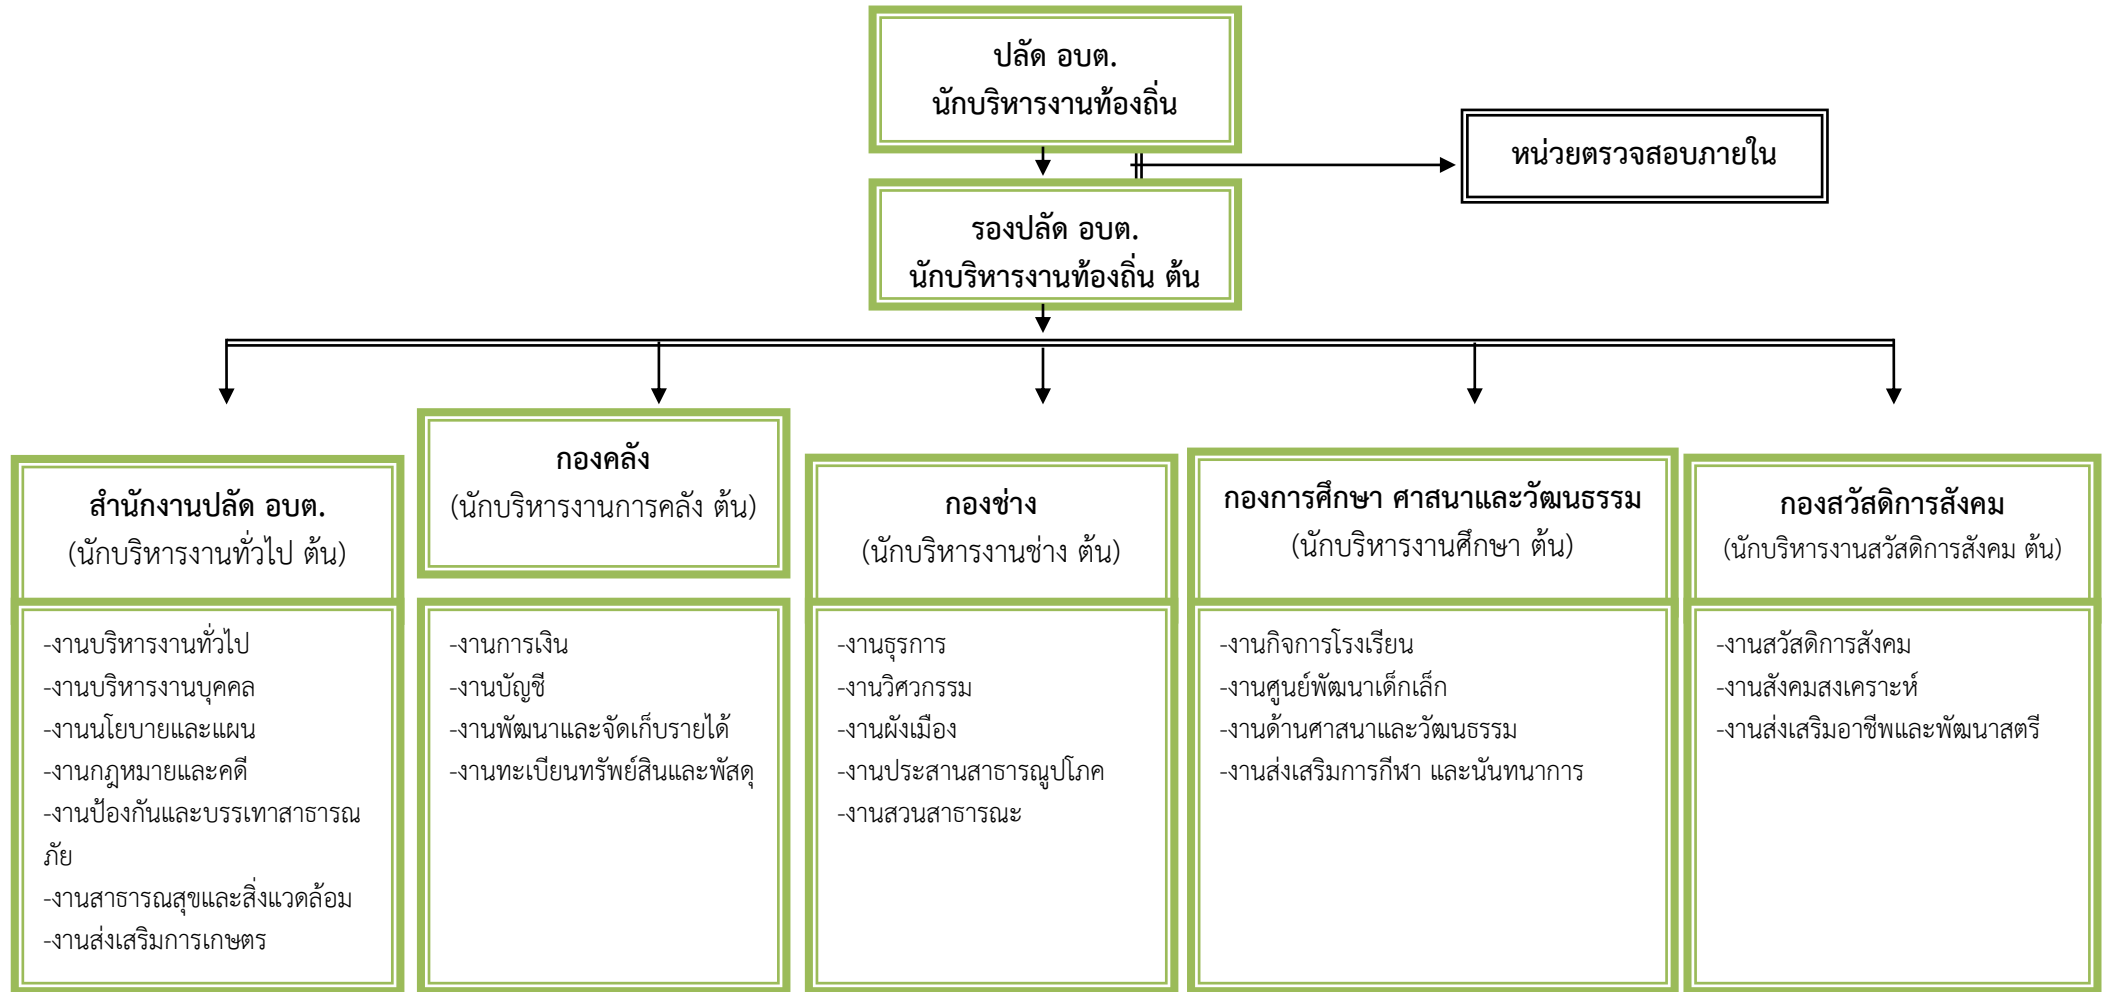 ปลัด อบต.
นักบริหารงานท้องถิ่น
หน่วยตรวจสอบภายใน
รองปลัด อบต.
นักบริหารงานท้องถิ่น ต้น
สำนักงานปลัด อบต.
(นักบริหารงานทั่วไป ต้น)
-งานบริหารงานทั่วไป
-งานบริหารงานบุคคล
-งานนโยบายและแผน
-งานกฎหมายและคดี
-งานป้องกันและบรรเทาสาธารณ
ภัย
-งานสาธารณสุขและสิ่งแวดล้อม
-งานส่งเสริมการเกษตร
กองคลัง
(นักบริหารงานการคลัง ต้น)
-งานการเงิน
-งานบัญชี
-งานพัฒนาและจัดเก็บรายได้
-งานทะเบียนทรัพย์สินและพัสดุ
กองช่าง
(นักบริหารงานช่าง ต้น)
-งานธุรการ
-งานวิศวกรรม
-งานผังเมือง
-งานประสานสาธารณูปโภค
-งานสวนสาธารณะ
กองการศึกษา ศาสนาและวัฒนธรรม
(นักบริหารงานศึกษา ต้น)
-งานกิจการโรงเรียน
-งานศูนย์พัฒนาเด็กเล็ก
-งานด้านศาสนาและวัฒนธรรม
-งานส่งเสริมการกีฬา และนันทนาการ
กองสวัสดิการสังคม
(นักบริหารงานสวัสดิการสังคม ต้น)
-งานสวัสดิการสังคม
-งานสังคมสงเคราะห์
-งานส่งเสริมอาชีพและพัฒนาสตรี